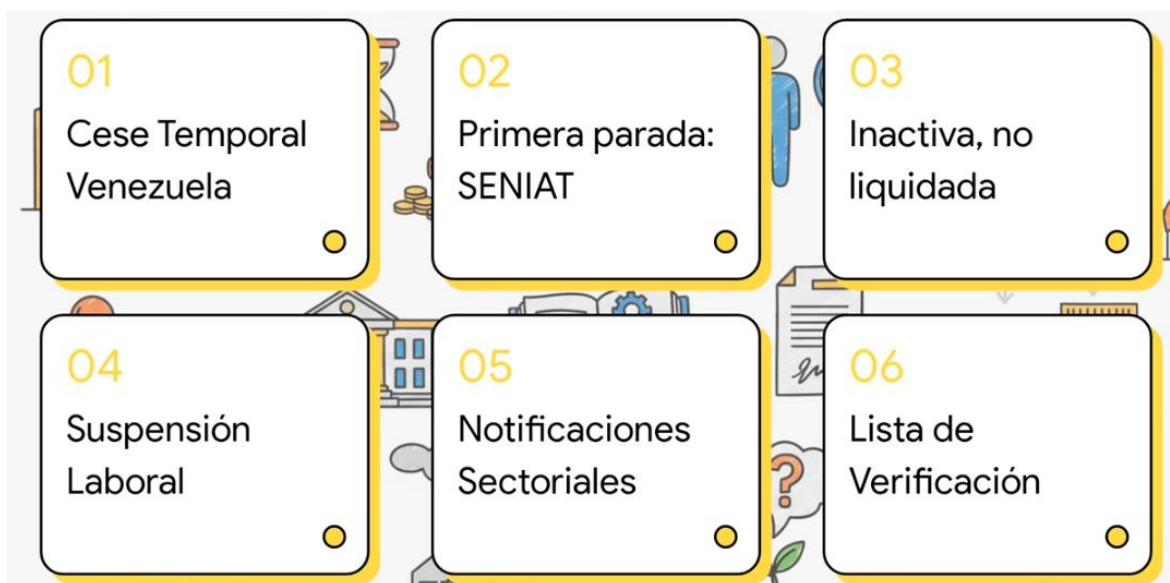 01
Cese Temporal
Venezuela
02
Primera parada:
SENIAT
03
Inactiva, no
liquidada
04
Suspensión
Laboral
05
Notificaciones
Sectoriales
06
Lista de
Verificación